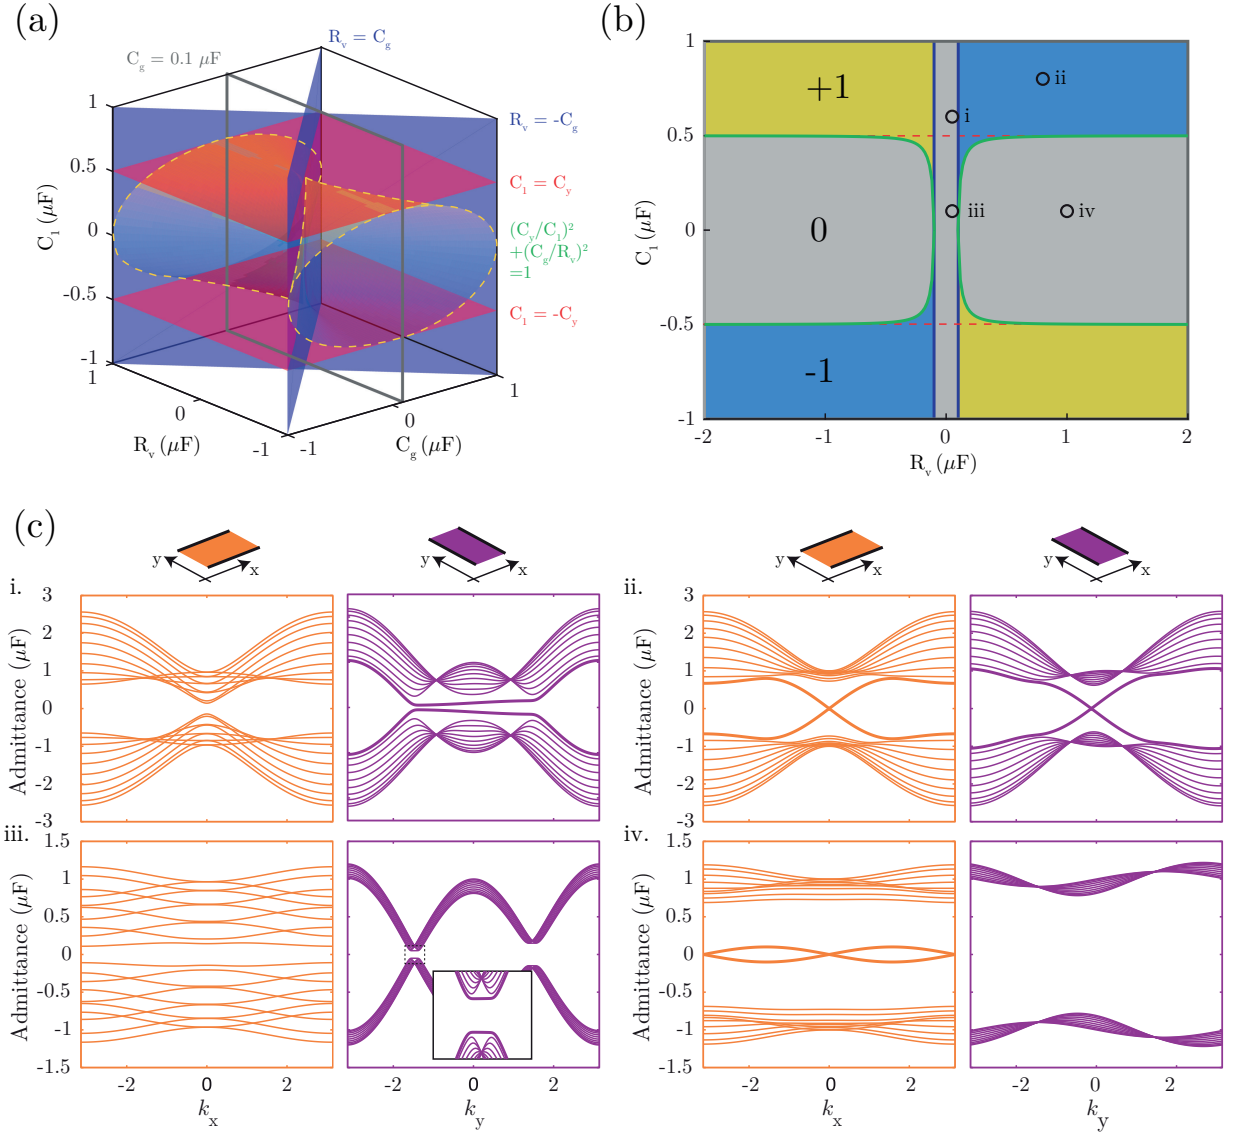 (a)
R_v = C_g
C_g = 0.1 μF
1
0.5
0
-0.5
-1
C_1 (μF)
R_v = -C_g
C_1 = C_y
(C_y/C_1)²
+(C_g/R_v)²
=1
C_1 = -C_y
1
0
-1
R_v (μF)
-1
0
1
C_g (μF)
(b)
1
0.5
0
-0.5
-1
C_1 (μF)
+1
ii
i
0
iii
iv
-1
-2
-1
0
1
2
R_v (μF)
(c)
y
x
y
x
y
x
y
x
i.
3
2
1
0
-1
-2
-3
Admittance (μF)
ii.
3
2
1
0
-1
-2
-3
Admittance (μF)
iii.
1.5
1
0.5
0
-0.5
-1
-1.5
Admittance (μF)
-2
0
2
k_x
-2
0
2
k_y
iv.
1.5
1
0.5
0
-0.5
-1
-1.5
Admittance (μF)
-2
0
2
k_x
-2
0
2
k_y